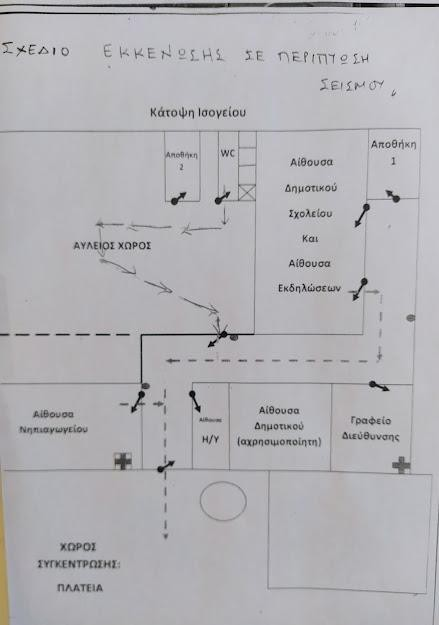 ΣΧΕΔΙΟ ΕΚΚΕΝΩΣΗΣ ΣΕ ΠΕΡΙΠΤΩΣΗ
ΣΕΙΣΜΟΥ
Κάτοψη Ισογείου
Αποθήκη
2
WC
Αίθουσα
Δημοτικού
Σχολείου
Και
Αίθουσα
Εκδηλώσεων
Αποθήκη
1
ΑΥΛΕΙΟΣ ΧΩΡΟΣ
Αίθουσα
Νηπιαγωγείου
Αίθουσα
Η/Υ
Αίθουσα
Δημοτικού
(αχρησιμοποίητη)
Γραφείο
Διεύθυνσης
ΧΩΡΟΣ
ΣΥΓΚΕΝΤΡΩΣΗΣ:
ΠΛΑΤΕΙΑ